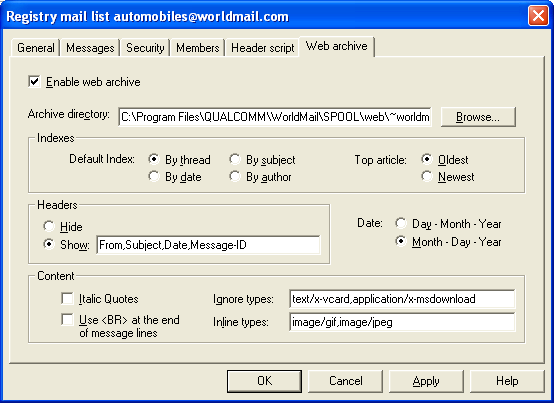 Registry mail list automobiles@worldmail.com
General Messages Security Members Header script Web archive
Enable web archive
Archive directory: C:\Program Files\QUALCOMM\WorldMail\SPOOL\web\~worldm Browse...
Indexes
Default Index: By thread By subject Top article: Oldest
By date By author Newest
Headers
Hide Date: Day - Month - Year
Show: From,Subject,Date,Message-ID Month - Day - Year
Content
Italic Quotes Ignore types: text/x-vcard,application/x-msdownload
Use <BR> at the end Inline types: image/gif,image/jpeg
of message lines
OK Cancel Apply Help